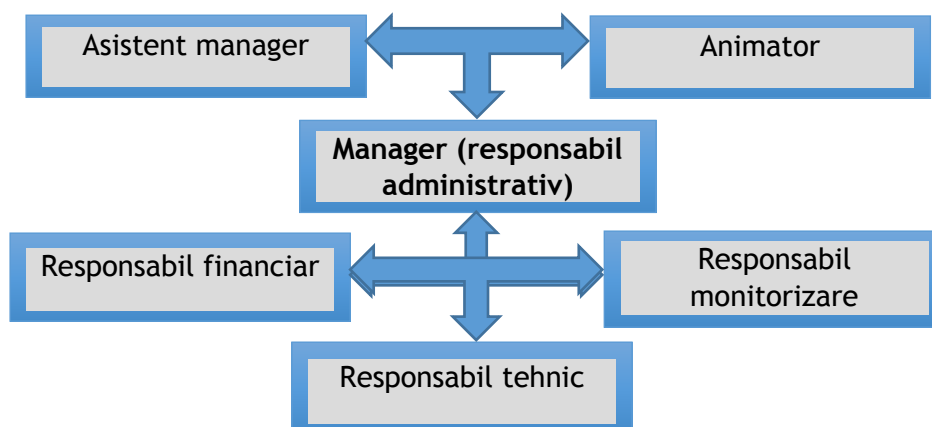 Asistent manager
Animator
Manager (responsabil
administrativ)
Responsabil financiar
Responsabil
monitorizare
Responsabil tehnic